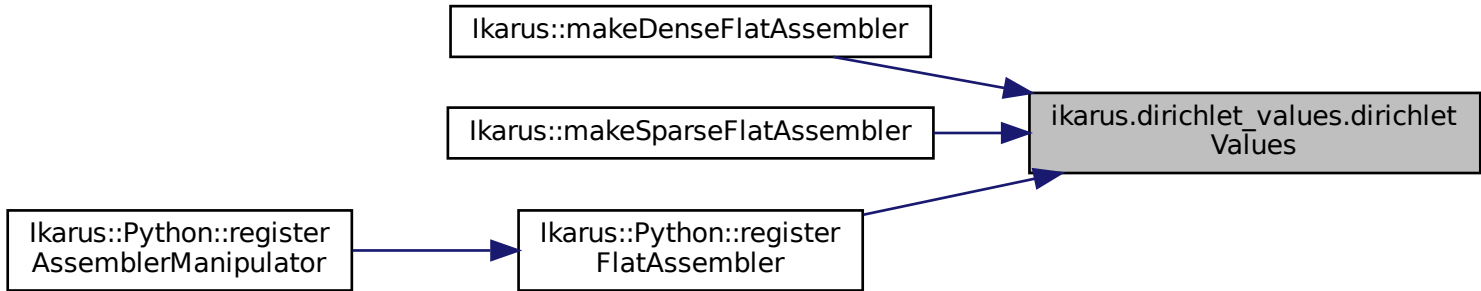 Ikarus::makeDenseFlatAssembler
ikarus.dirichlet_values.dirichlet
Values
Ikarus::makeSparseFlatAssembler
Ikarus::Python::register
AssemblerManipulator
Ikarus::Python::register
FlatAssembler